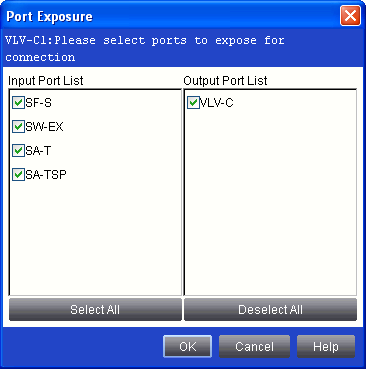 Port Exposure
VLV-C1:Please select ports to expose for
connection
Input Port List
Output Port List
SF-S
SW-EX
SA-T
SA-TSP
VLV-C
Select All
Deselect All
OK
Cancel
Help